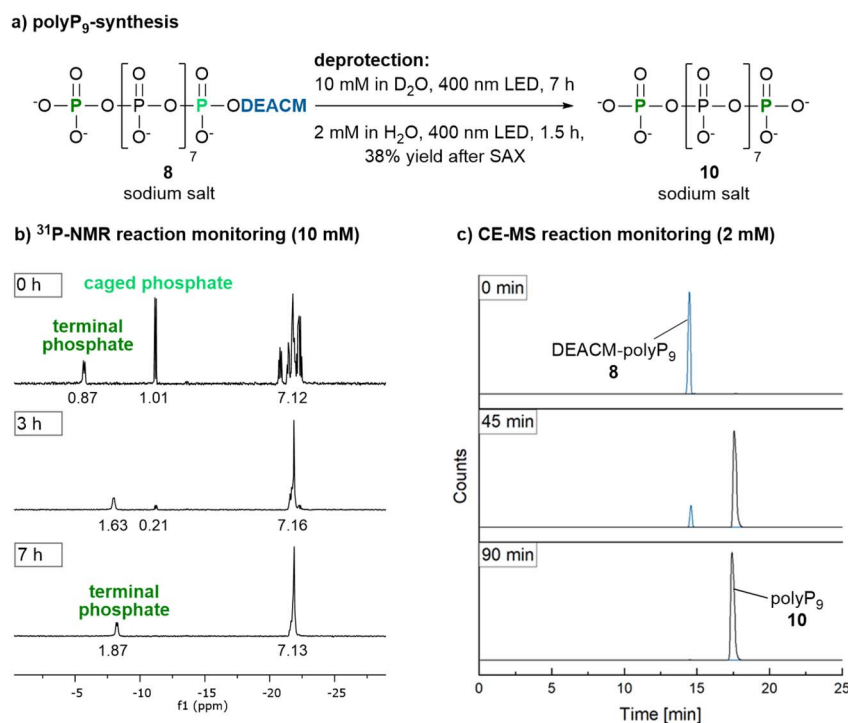 a) polyP₉-synthesis
O O O
⁻O P O P O P ODEACM
O⁻ O⁻ O⁻
7
8
sodium salt
deprotection:
10 mM in D₂O, 400 nm LED, 7 h
2 mM in H₂O, 400 nm LED, 1.5 h,
38% yield after SAX
O O O
⁻O P O P O P O⁻
O⁻ O⁻ O⁻
7
10
sodium salt
b) ³¹P-NMR reaction monitoring (10 mM)
0 h
caged phosphate
terminal
phosphate
0.87 1.01 7.12
3 h
1.63 0.21 7.16
7 h
terminal
phosphate
1.87 7.13
-5 -10 -15 -20 -25
f1 (ppm)
c) CE-MS reaction monitoring (2 mM)
Counts
0 min
DEACM-polyP₉
8
45 min
90 min
polyP₉
10
0 5 10 15 20 25
Time [min]